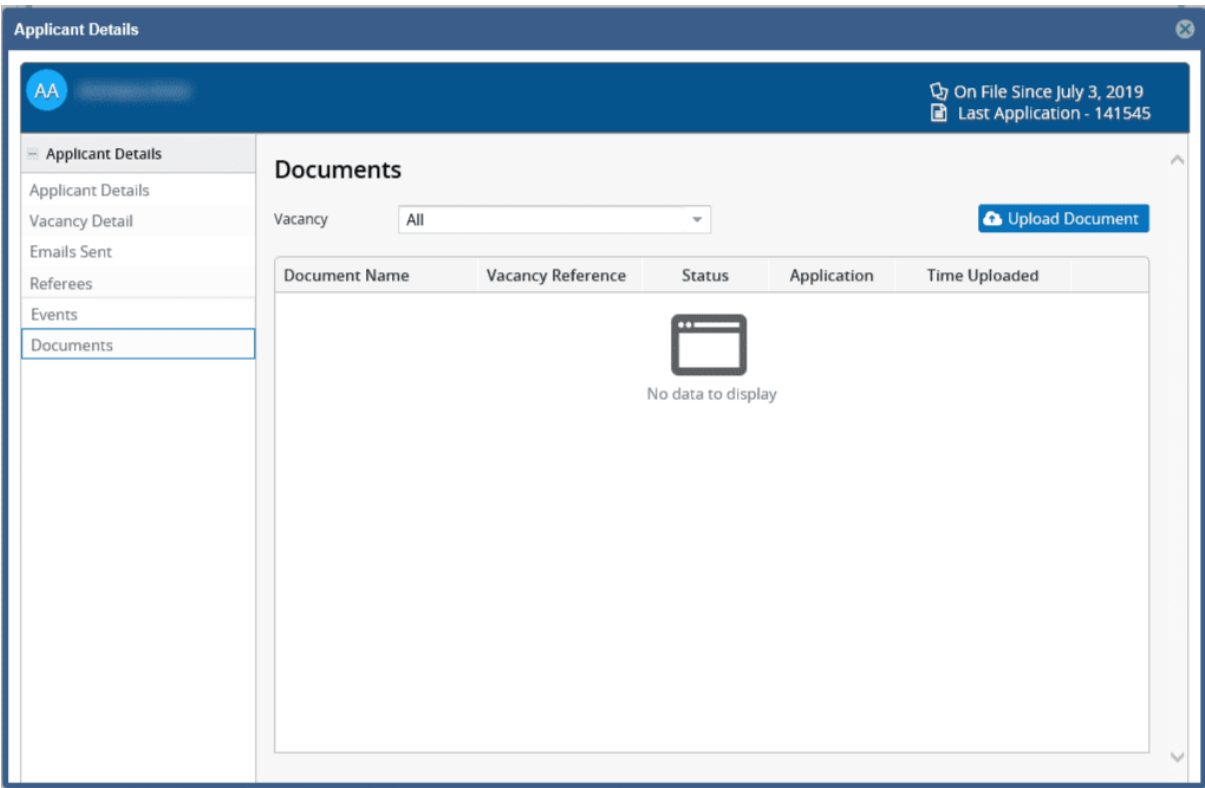 Applicant Details
AA
On File Since July 3, 2019
Last Application - 141545
Applicant Details
Applicant Details
Vacancy Detail
Emails Sent
Referees
Events
Documents
Documents
Vacancy All
Upload Document
Document Name Vacancy Reference Status Application Time Uploaded
No data to display